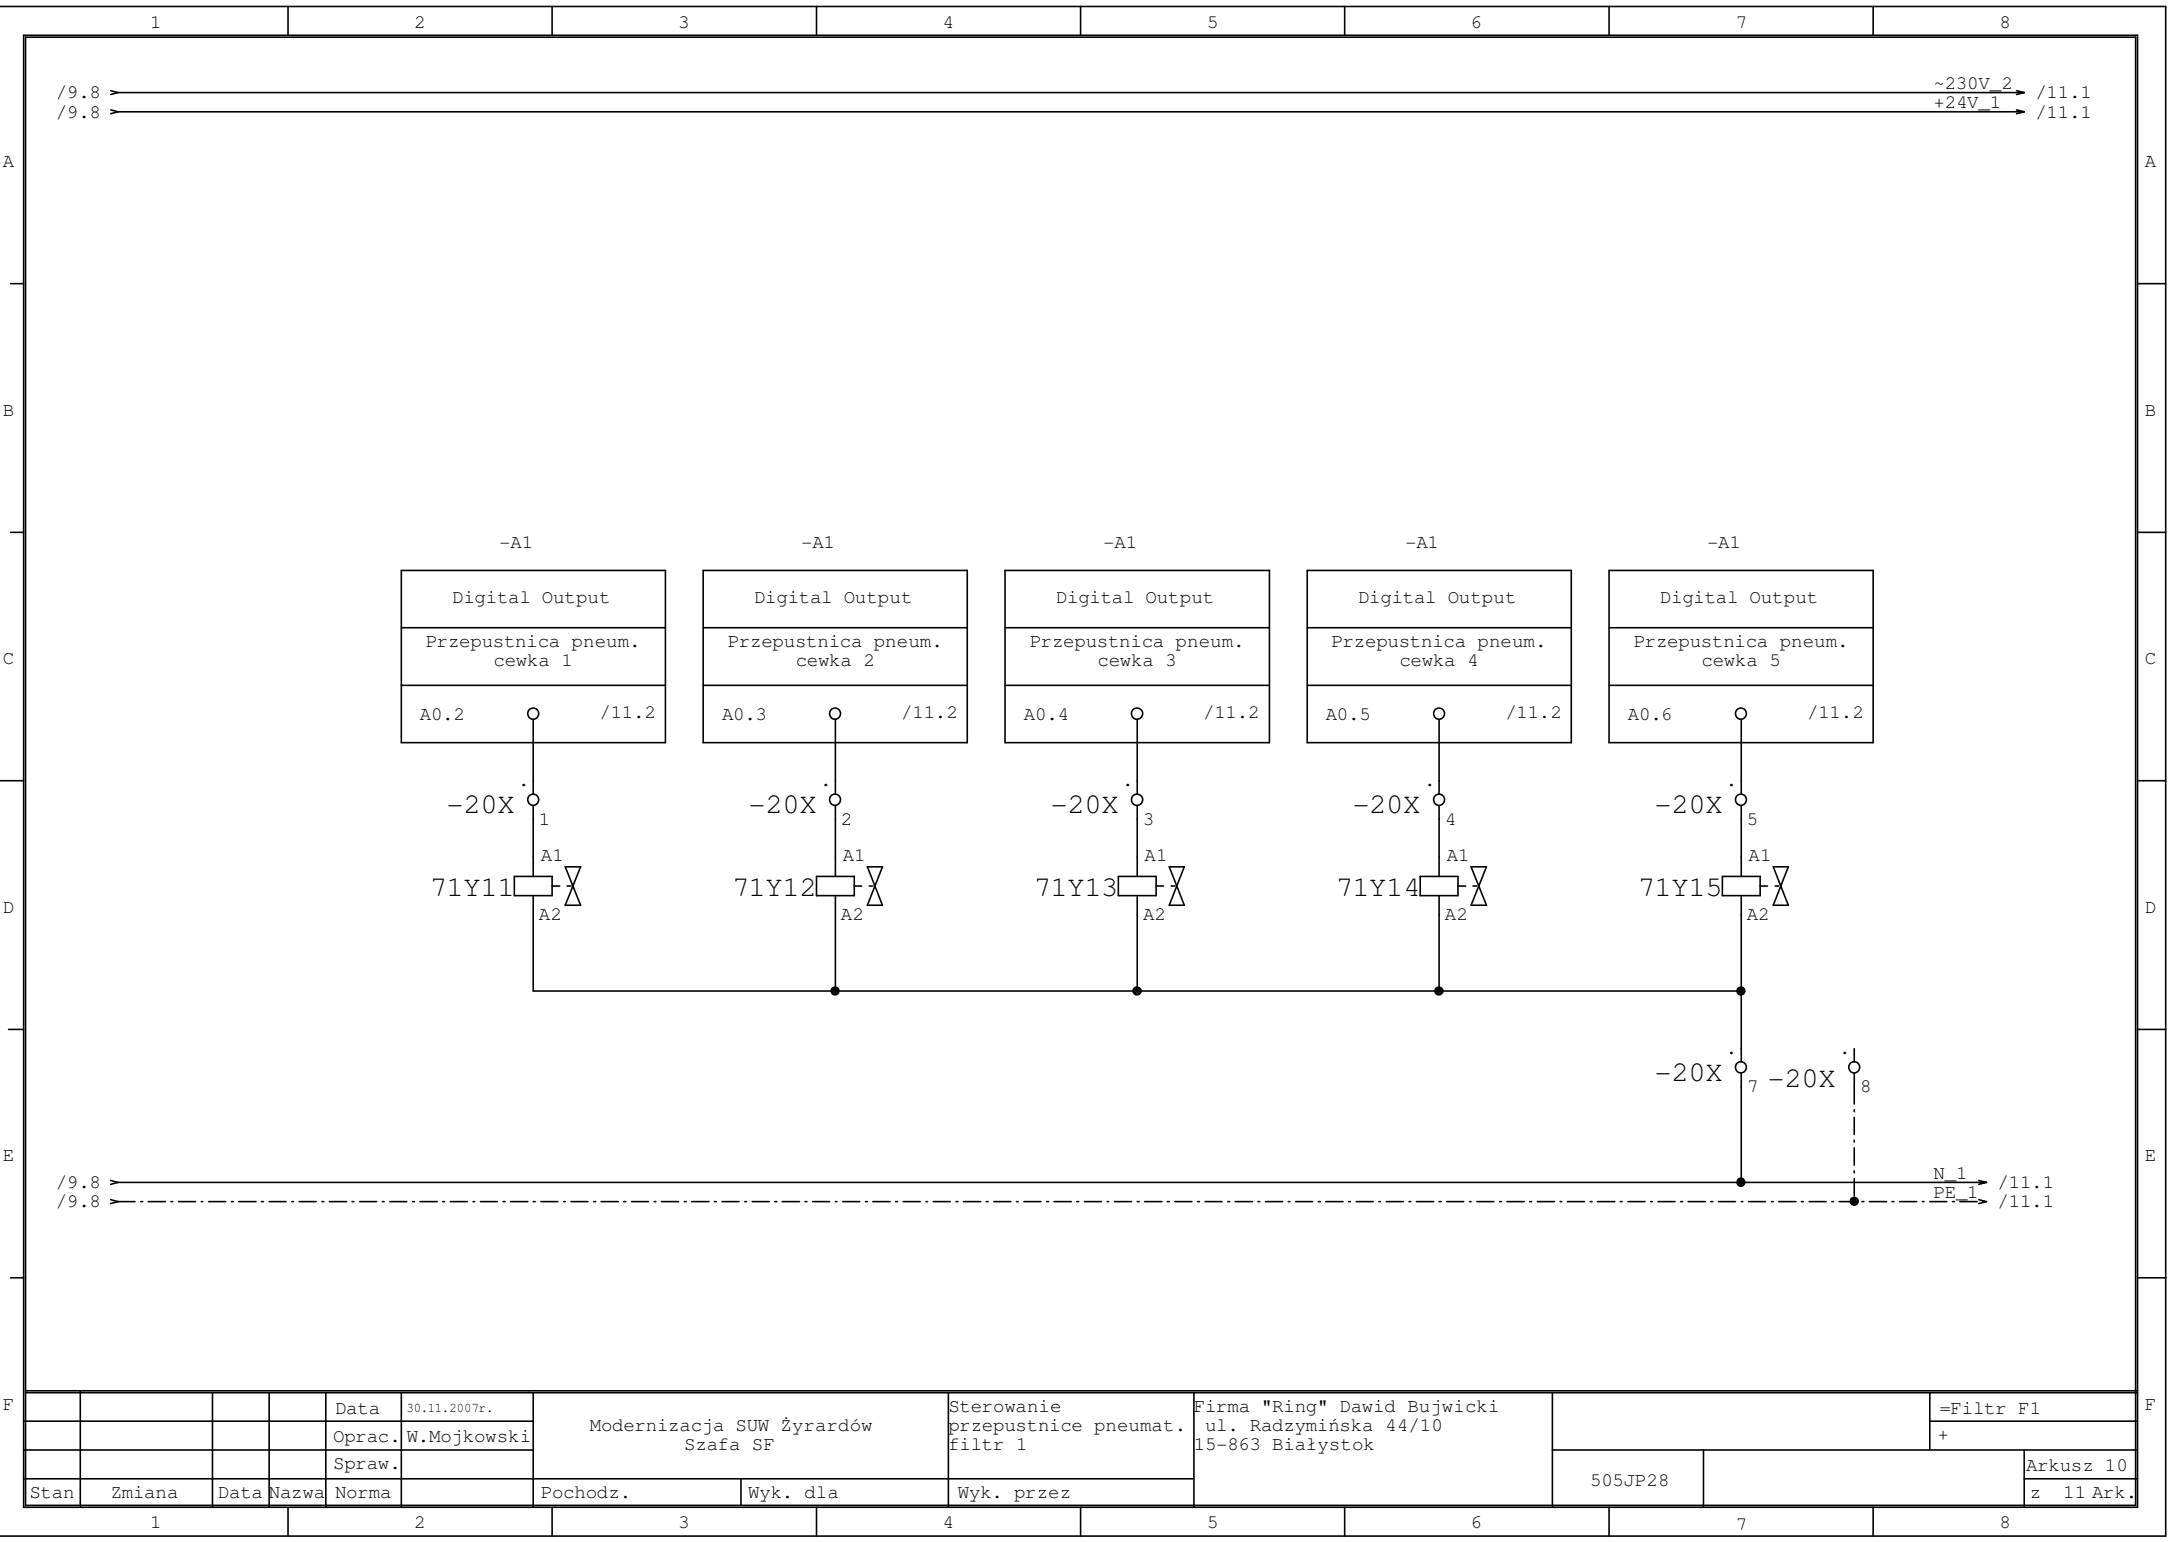 1 2 3 4 5 6 7 8
/9.8 ~230V_2 /11.1
/9.8 +24V_1 /11.1
A A
B B
-A1 -A1 -A1 -A1 -A1
Digital Output Digital Output Digital Output Digital Output Digital Output
Przepustnica pneum. Przepustnica pneum. Przepustnica pneum. Przepustnica pneum. Przepustnica pneum.
cewka 1 cewka 2 cewka 3 cewka 4 cewka 5
C C
A0.2 /11.2 A0.3 /11.2 A0.4 /11.2 A0.5 /11.2 A0.6 /11.2
-20X -20X -20X -20X -20X
1 2 3 4 5
A1 A1 A1 A1 A1
71Y11 71Y12 71Y13 71Y14 71Y15
A2 A2 A2 A2 A2
D D
-20X 7 -20X 8
E E
/9.8 N_1 /11.1
/9.8 PE_1 /11.1
F F
Data 30.11.2007r.
Oprac. W.Mojkowski
Spraw.
Stan Zmiana Data Nazwa Norma
Modernizacja SUW Żyrardów
Szafa SF
Pochodz. Wyk. dla Wyk. przez
Sterowanie
przepustnice pneumat.
filtr 1
Firma "Ring" Dawid Bujwicki
ul. Radzymińska 44/10
15-863 Białystok
505JP28
=Filtr F1
+
Arkusz 10
z 11 Ark.
1 2 3 4 5 6 7 8